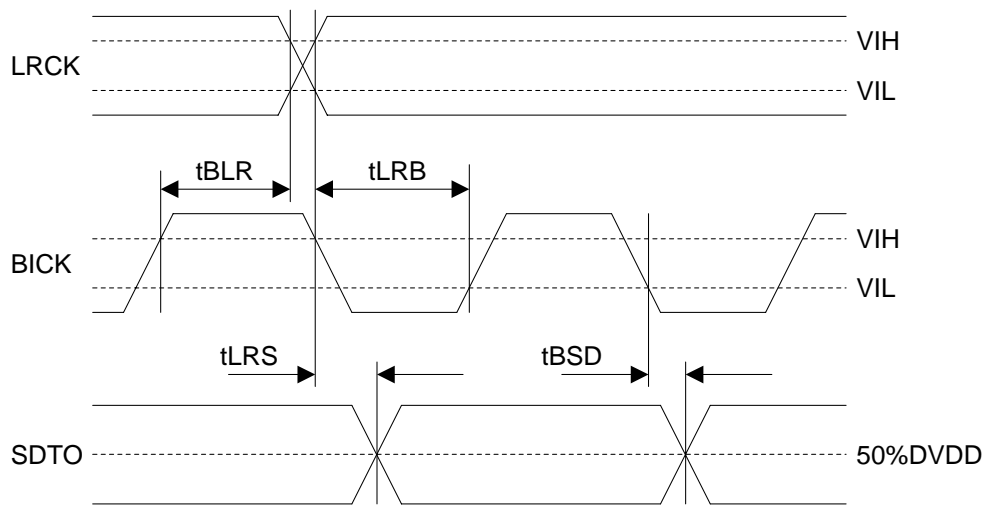 LRCK
VIH
VIL
tBLR
tLRB
BICK
VIH
VIL
tLRS
tBSD
SDTO
50%DVDD